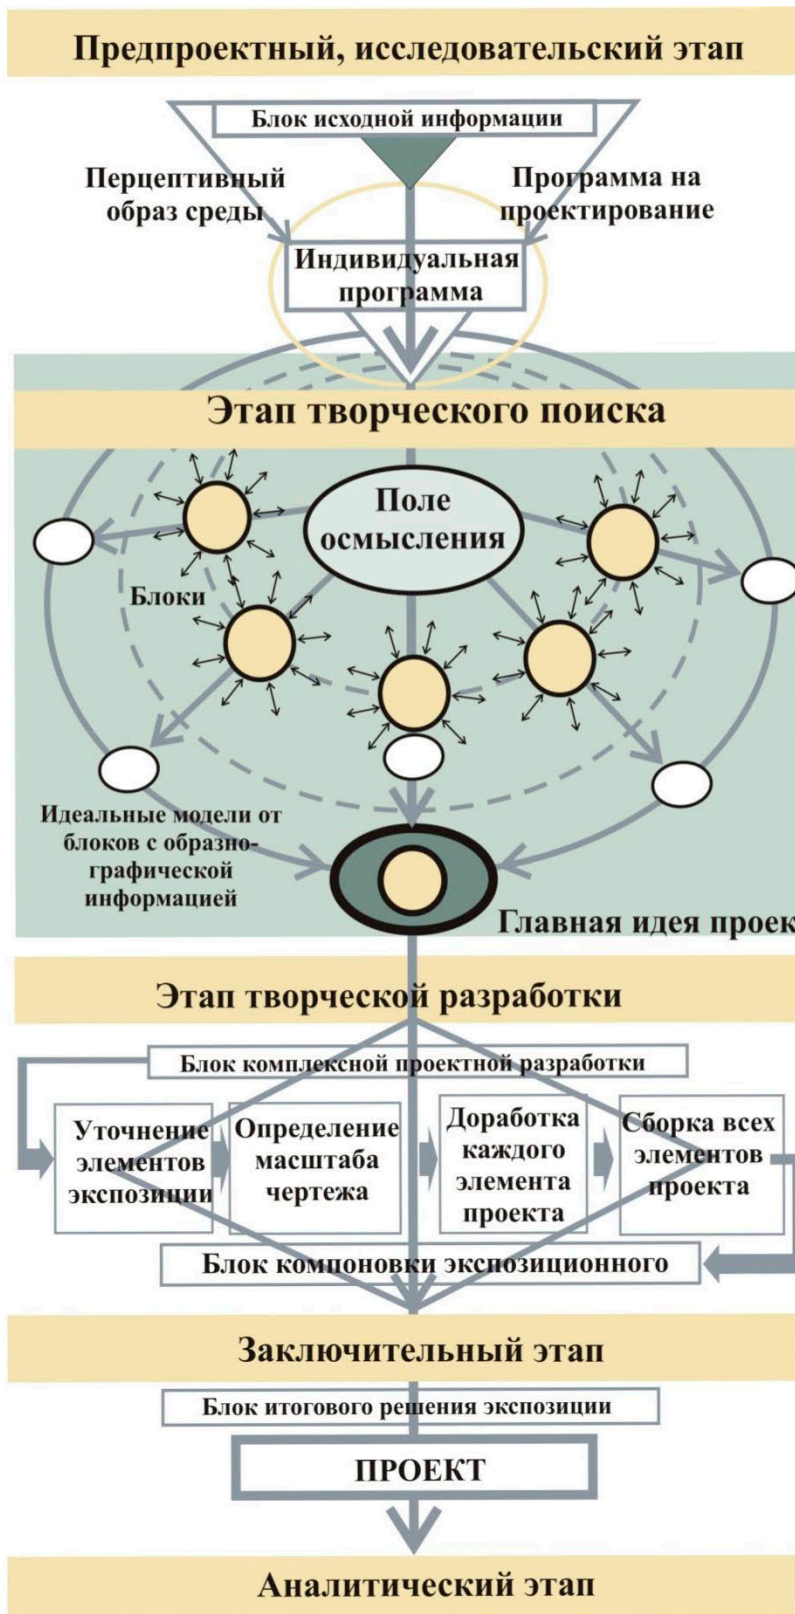 Предпроектный, исследовательский этап
Блок исходной информации
Перцептивный
образ среды
Программа на
проектирование
Индивидуальная
программа
Этап творческого поиска
Поле
осмысления
Блоки
Идеальные модели от
блоков с образно-
графической
информацией
Главная идея проек
Этап творческой разработки
Блок комплексной проектной разработки
Уточнение
элементов
экспозиции
Определение
масштаба
чертежа
Доработка
каждого
элемента
проекта
Сборка всех
элементов
проекта
Блок компоновки экспозиционного
Заключительный этап
Блок итогового решения экспозиции
ПРОЕКТ
Аналитический этап